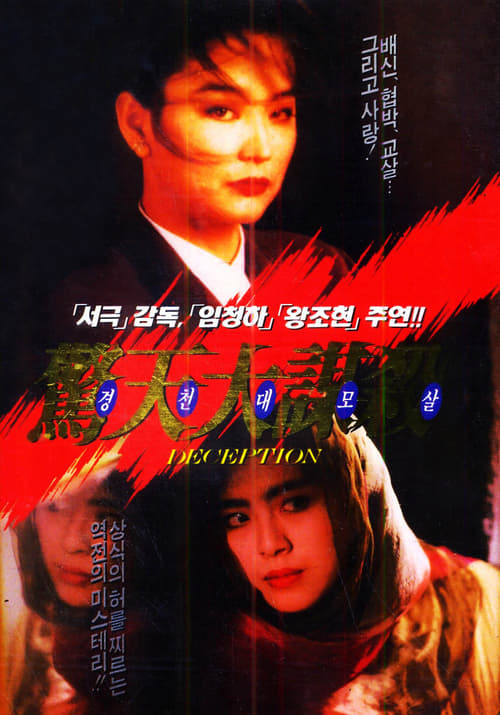 배신, 협박, 교살...
그리고 사랑!
「서극」감독, 「임청하」「왕조현」주연!!
驚天大謀殺
경천대모살
DECEPTION
상식의 허를 찌르는
역전의 미스테리!!